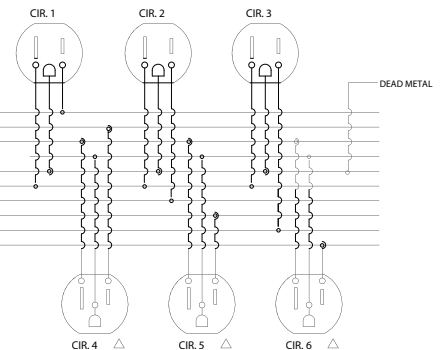 CIR. 1
CIR. 2
CIR. 3
DEAD METAL
CIR. 4 △
CIR. 5 △
CIR. 6 △